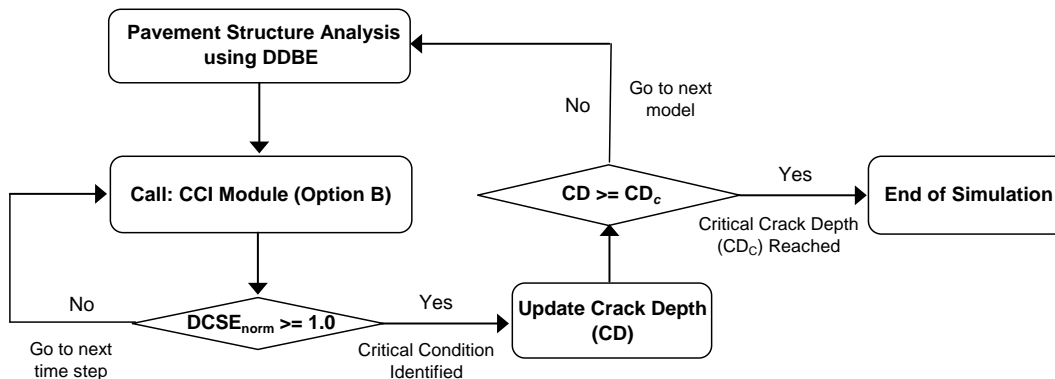 Pavement Structure Analysis
using DDBE
No
Go to next
model
Call: CCI Module (Option B)
CD >= CDc
Yes
Critical Crack Depth
(CDC) Reached
End of Simulation
No
Go to next
time step
DCSEnorm >= 1.0
Yes
Critical Condition
Identified
Update Crack Depth
(CD)